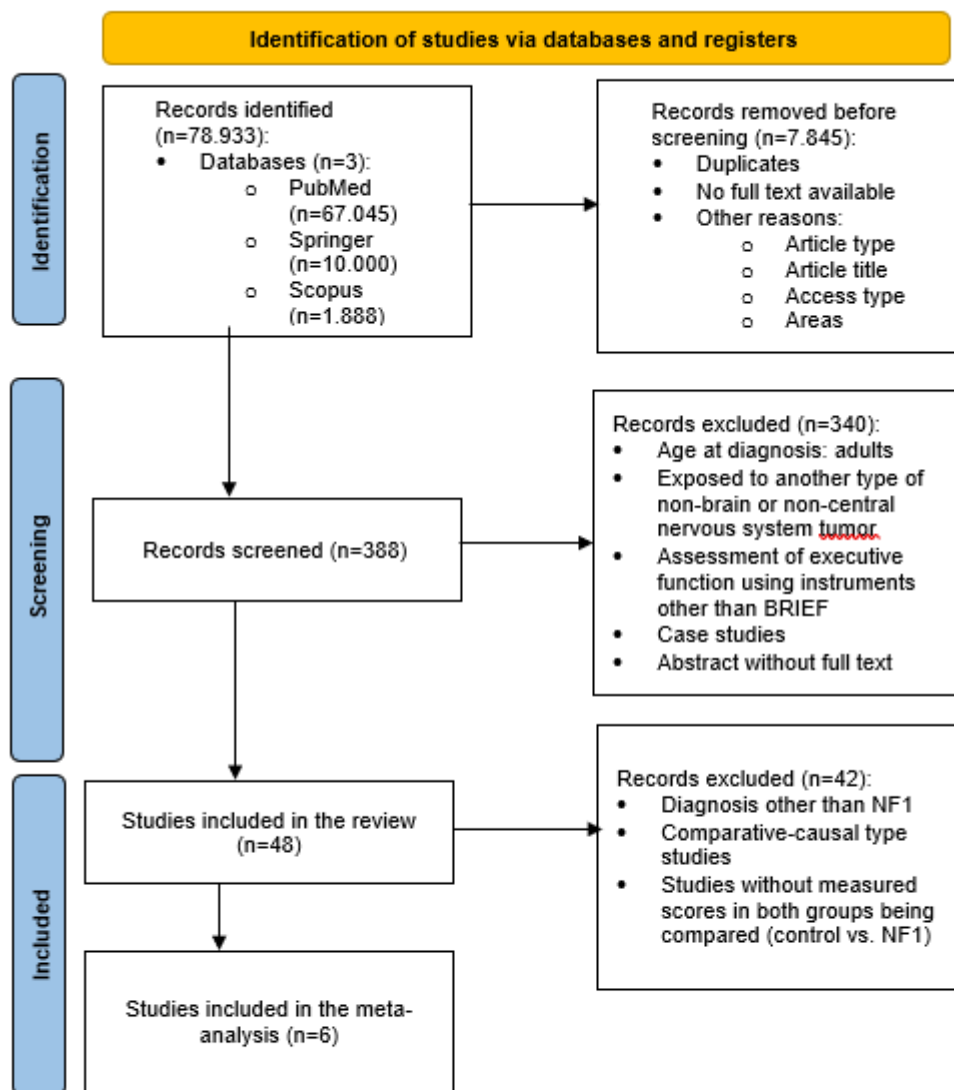 Identification of studies via databases and registers
Identification
Records identified
(n=78.933):
• Databases (n=3):
o PubMed
(n=67.045)
o Springer
(n=10.000)
o Scopus
(n=1.888)
Records removed before
screening (n=7.845):
• Duplicates
• No full text available
• Other reasons:
o Article type
o Article title
o Access type
o Areas
Screening
Records screened (n=388)
Records excluded (n=340):
• Age at diagnosis: adults
• Exposed to another type of
non-brain or non-central
nervous system tumor
• Assessment of executive
function using instruments
other than BRIEF
• Case studies
• Abstract without full text
Included
Studies included in the review
(n=48)
Records excluded (n=42):
• Diagnosis other than NF1
• Comparative-causal type
studies
• Studies without measured
scores in both groups being
compared (control vs. NF1)
Studies included in the meta-
analysis (n=6)